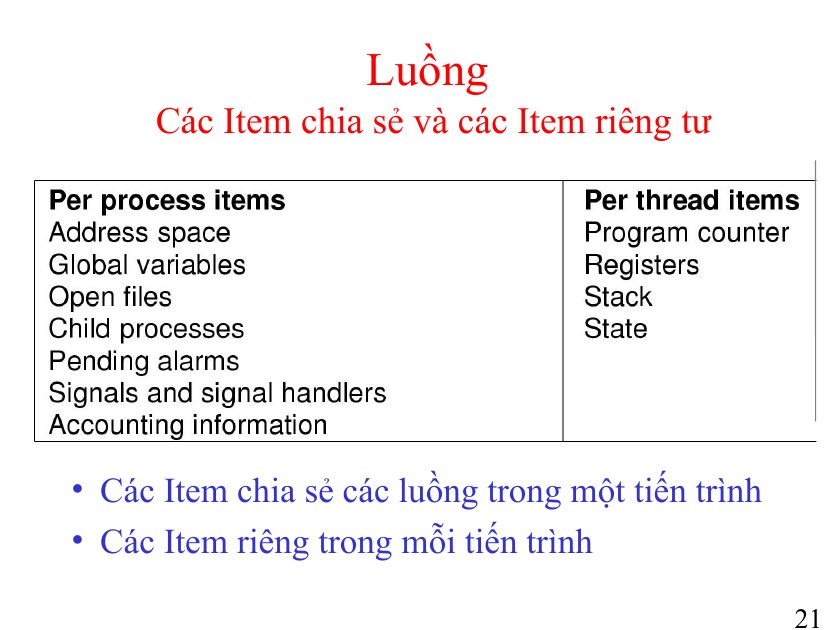 Luồng
Các Item chia sẻ và các Item riêng tư
Per process items
Address space
Global variables
Open files
Child processes
Pending alarms
Signals and signal handlers
Accounting information
Per thread items
Program counter
Registers
Stack
State
• Các Item chia sẻ các luồng trong một tiến trình
• Các Item riêng trong mỗi tiến trình
21